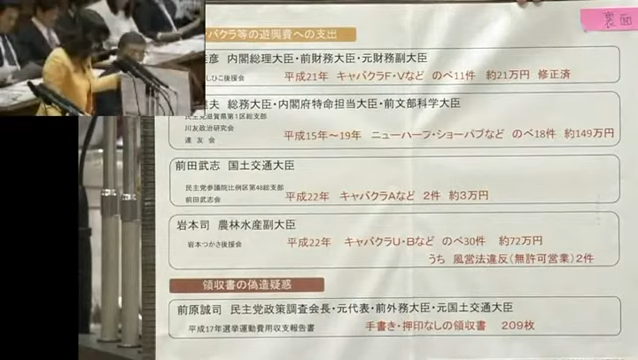 裏面
バクラ等の遊興費への支出
彦 内閣総理大臣・前財務大臣・元財務副大臣
しひこ後援会 平成21年 キャバクラF・Vなど のべ11件 約21万円 修正済
夫 総務大臣・内閣府特命担当大臣・前文部科学大臣
民主党滋賀県第1区総支部
川友政治研究会 平成15年～19年 ニューハーフ・ショーパブなど のべ18件 約149万円
達友会
前田武志 国土交通大臣
民主党参議院比例区第46総支部
前田武志会 平成22年 キャバクラAなど 2件 約3万円
岩本司 農林水産副大臣
岩本つかさ後援会 平成22年 キャバクラU・Bなど のべ30件 約72万円
うち 風営法違反(無許可営業)2件
領収書の偽造疑惑
前原誠司 民主党政策調査会長・元代表・前外務大臣・元国土交通大臣
平成17年選挙運動費用収支報告書 手書き・押印なしの領収書 209枚